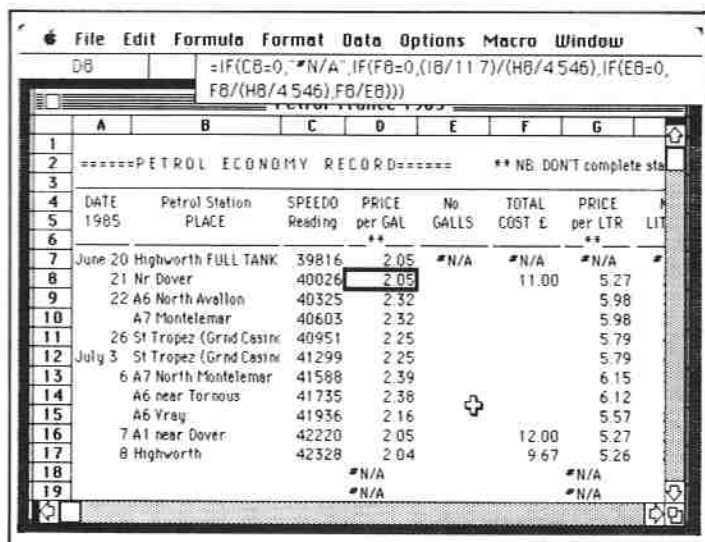 File Edit Formula Format Data Options Macro Window
D8 =IF(C8=0,"#N/A",IF(F8=0,(I8/11.7)/(H8/4.546),IF(E8=0,
F8/(H8/4.546),F8/E8)))
A B C D E F G
1
2 ======PETROL ECONOMY RECORD====== ** NB. DON'T complete sta
3
4 DATE Petrol Station SPEEDO PRICE No. TOTAL PRICE
5 1985 PLACE Reading per GAL GALLS COST £ per LTR LIT
6 ** **
7 June 20 Highworth FULL TANK 39816 2.05 #N/A #N/A #N/A #
8 21 Nr Dover 40026 2.05 11.00 5.27
9 22 A6 North Avallon 40325 2.32 5.98
10 A7 Montelemar 40603 2.32 5.98
11 26 St Tropez (Grnd Casinc 40951 2.25 5.79
12 July 3 St Tropez (Grnd Casinc 41299 2.25 5.79
13 6 A7 North Montelemar 41588 2.39 6.15
14 A6 near Tornous 41735 2.38 6.12
15 A6 Vray 41936 2.16 5.57
16 7 A1 near Dover 42220 2.05 12.00 5.27
17 8 Highworth 42328 2.04 9.67 5.26
18 #N/A #N/A
19 #N/A #N/A